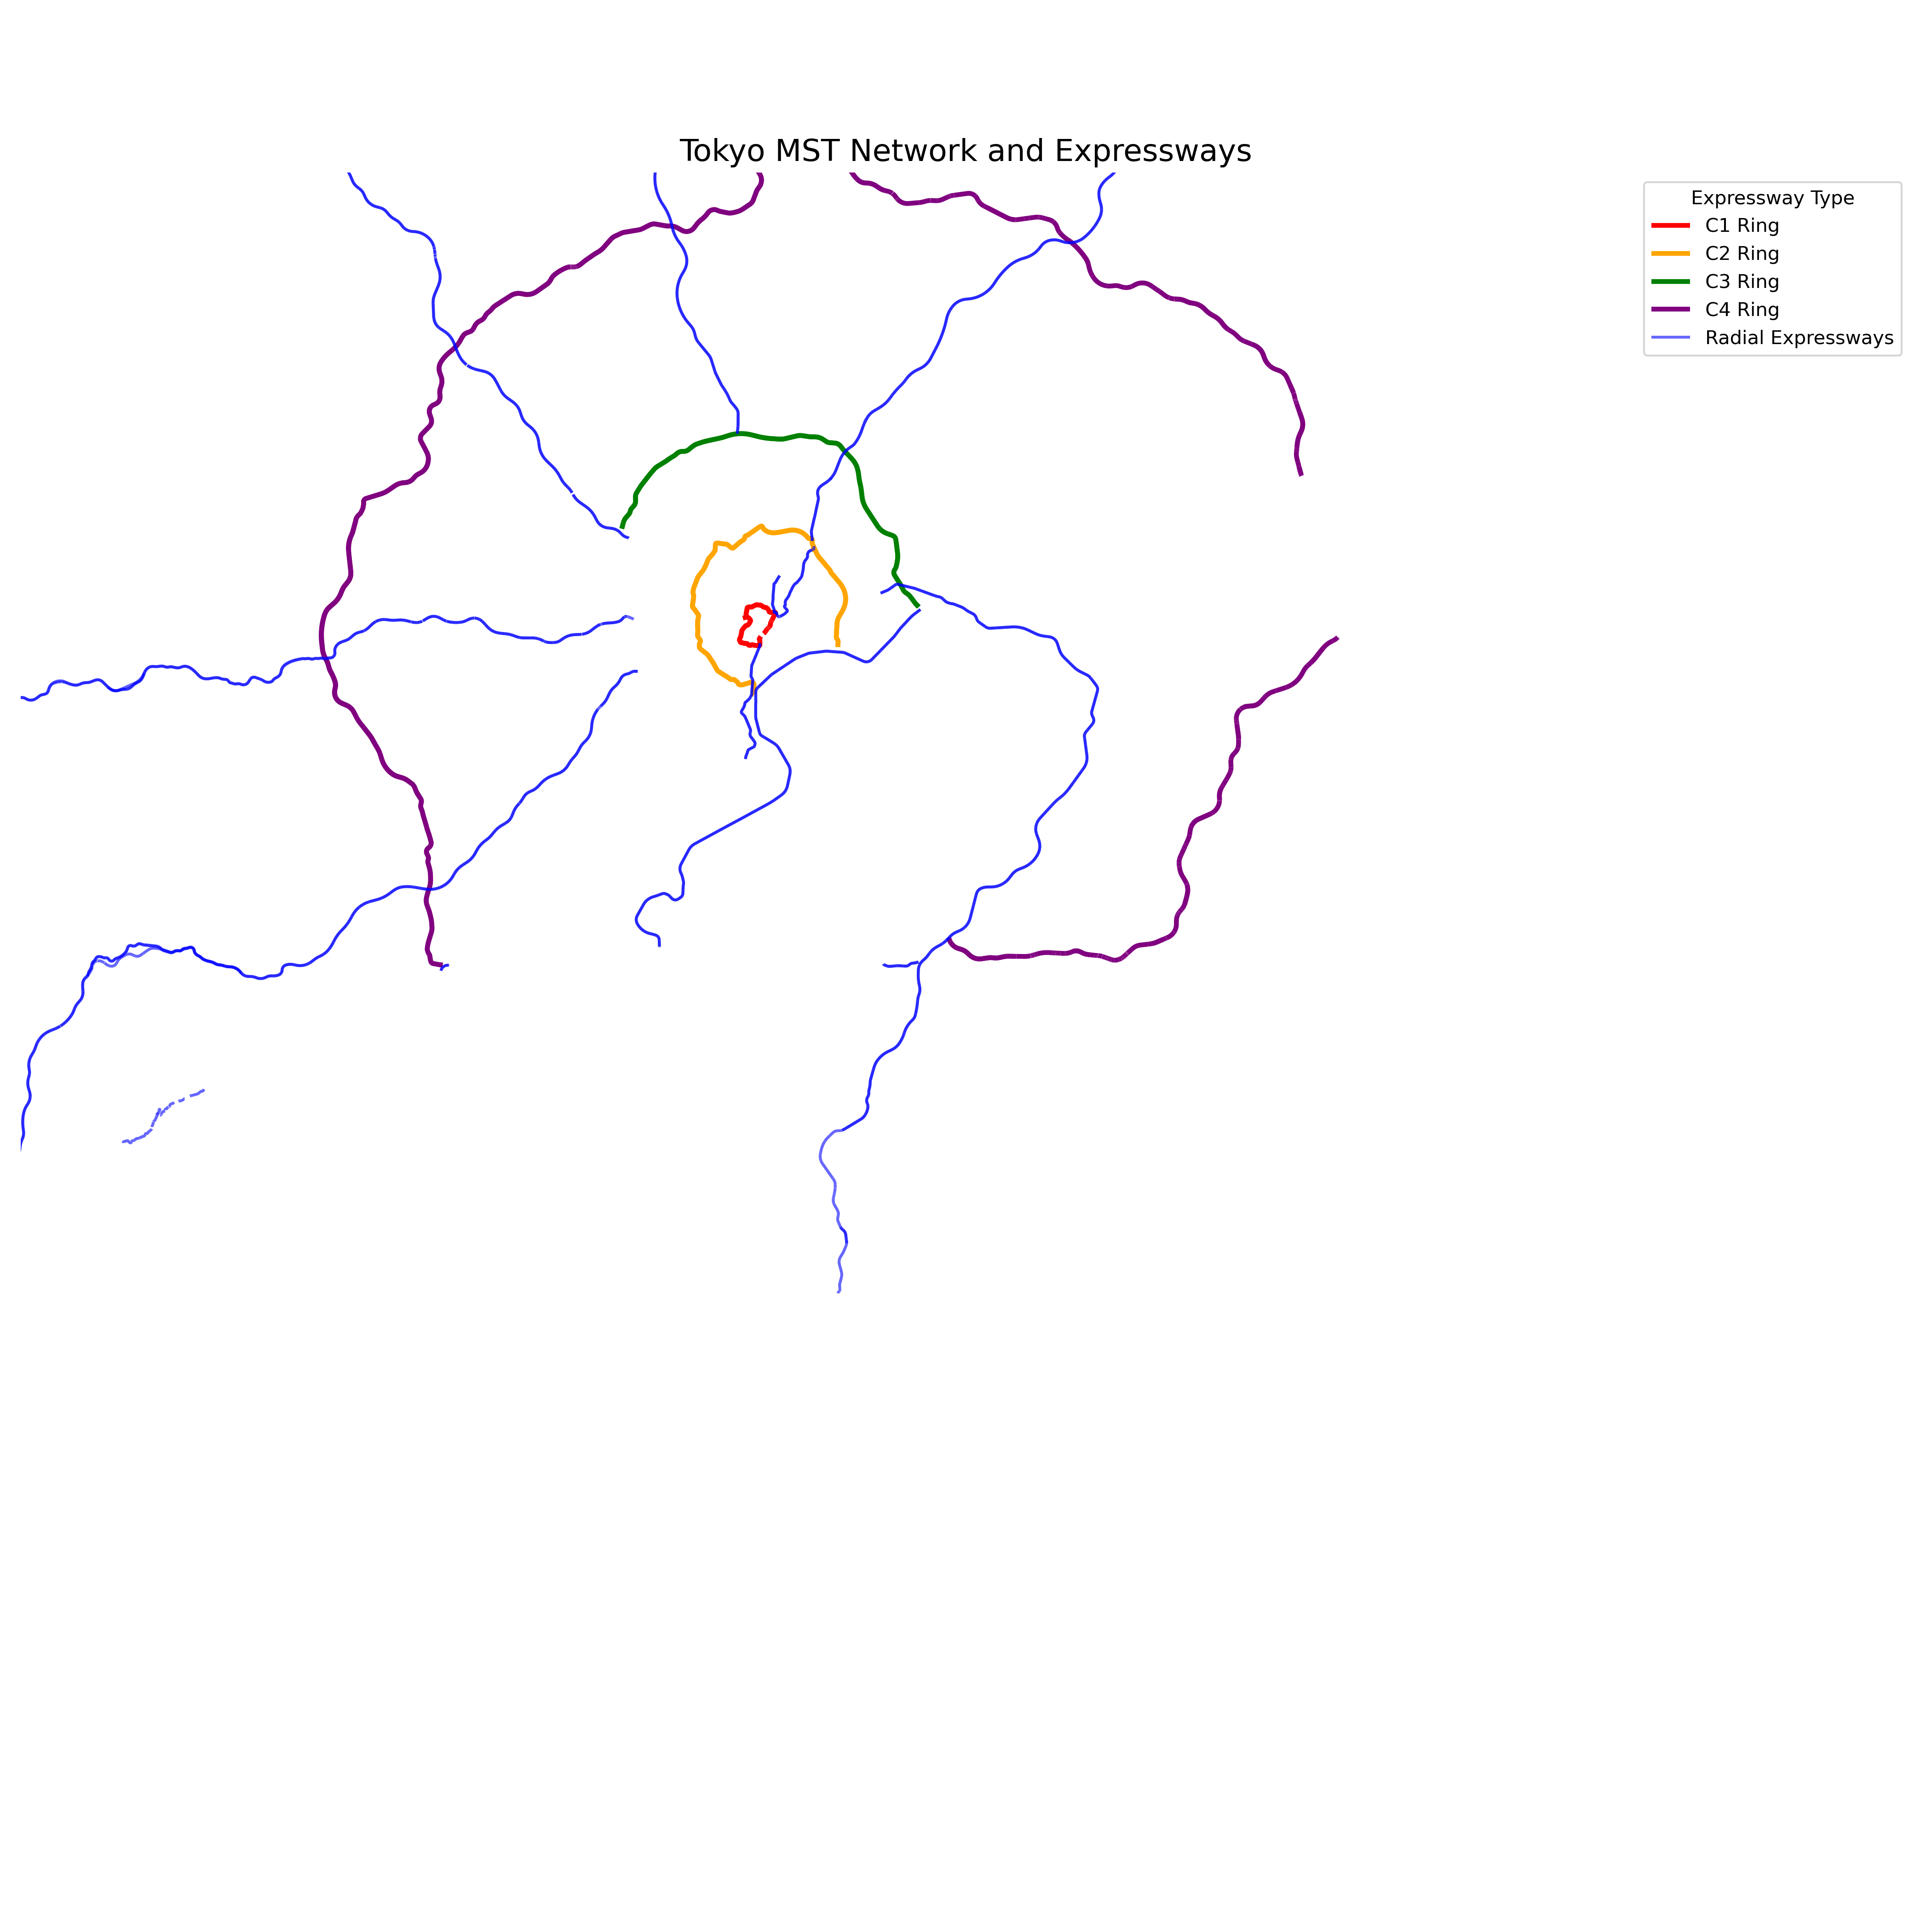 Tokyo MST Network and Expressways
Expressway Type
C1 Ring
C2 Ring
C3 Ring
C4 Ring
Radial Expressways